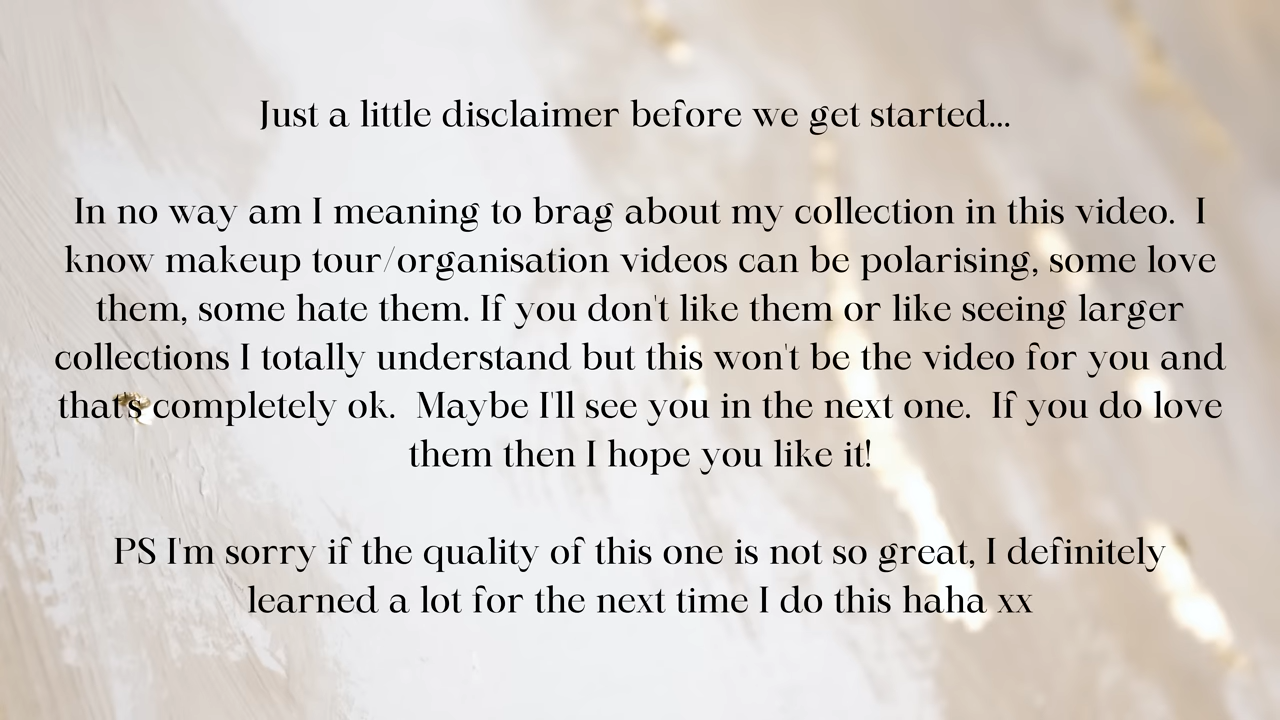 Just a little disclaimer before we get started...
In no way am I meaning to brag about my collection in this video.  I
know makeup tour/organisation videos can be polarising, some love
them, some hate them. If you don't like them or like seeing larger
collections I totally understand but this won't be the video for you and
that's completely ok.  Maybe I'll see you in the next one.  If you do love
them then I hope you like it!
PS I'm sorry if the quality of this one is not so great, I definitely
learned a lot for the next time I do this haha xx